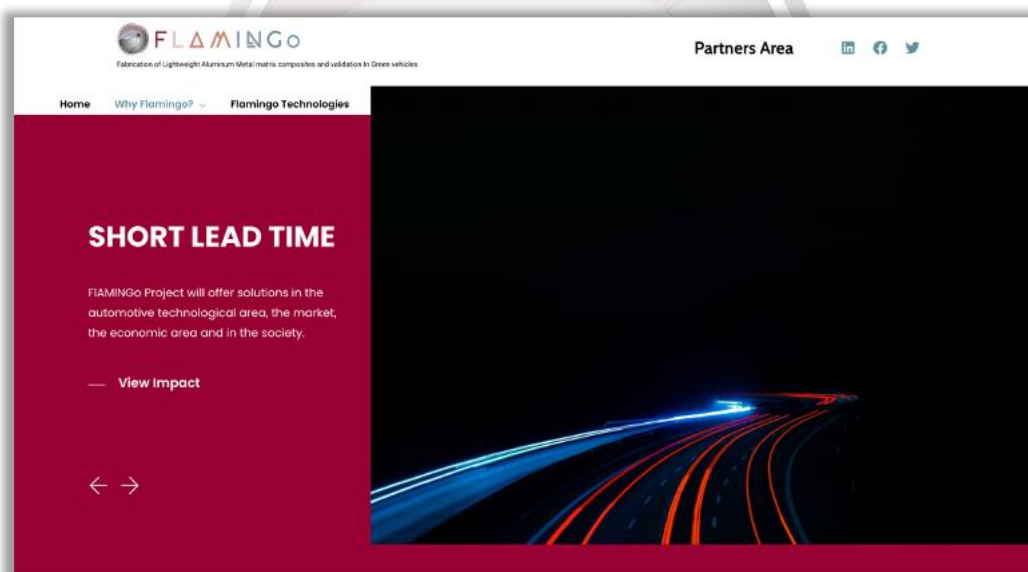 FLAMINGo
Fabrication of Lightweight Aluminum Metal matrix composites and validation In Green vehicles
Partners Area
Home Why Flamingo? Flamingo Technologies
SHORT LEAD TIME
FlAMINGo Project will offer solutions in the
automotive technological area, the market,
the economic area and in the society.
View Impact